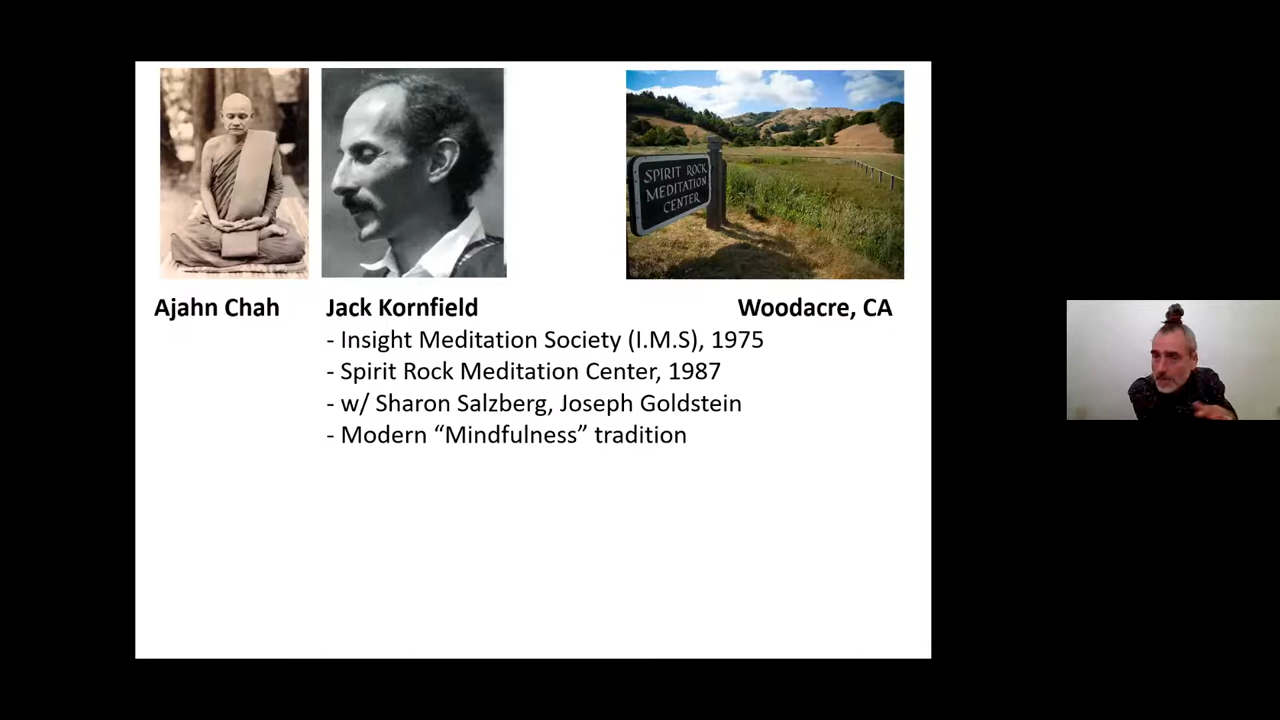 SPIRIT ROCK
MEDITATION
CENTER
Ajahn Chah
Jack Kornfield
Woodacre, CA
- Insight Meditation Society (I.M.S), 1975
- Spirit Rock Meditation Center, 1987
- w/ Sharon Salzberg, Joseph Goldstein
- Modern “Mindfulness” tradition